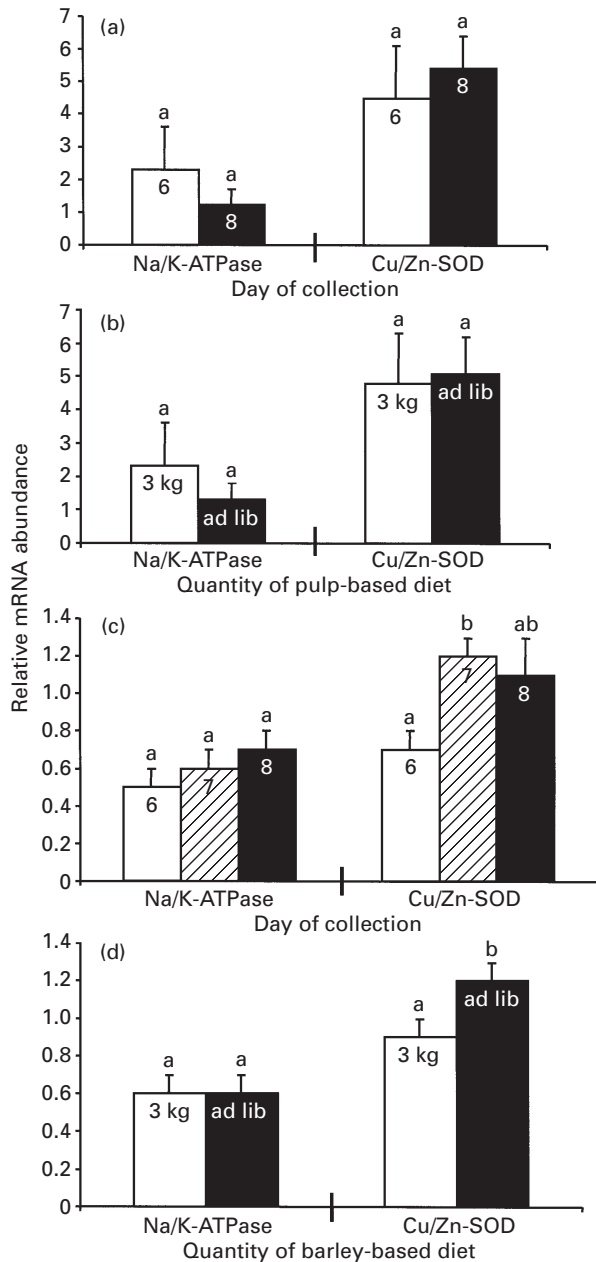 Relative mRNA abundance
(a)
7
6
5
4
3
2
1
0
a
a
a
a
6
8
6
8
Na/K-ATPase
Cu/Zn-SOD
Day of collection
(b)
7
6
5
4
3
2
1
0
a
a
a
a
3 kg
ad lib
3 kg
ad lib
Na/K-ATPase
Cu/Zn-SOD
Quantity of pulp-based diet
(c)
1.4
1.2
1.0
0.8
0.6
0.4
0.2
0
a
a
a
a
b
ab
6
7
8
6
7
8
Na/K-ATPase
Cu/Zn-SOD
Day of collection
(d)
1.4
1.2
1.0
0.8
0.6
0.4
0.2
0
a
a
a
b
3 kg
ad lib
3 kg
ad lib
Na/K-ATPase
Cu/Zn-SOD
Quantity of barley-based diet